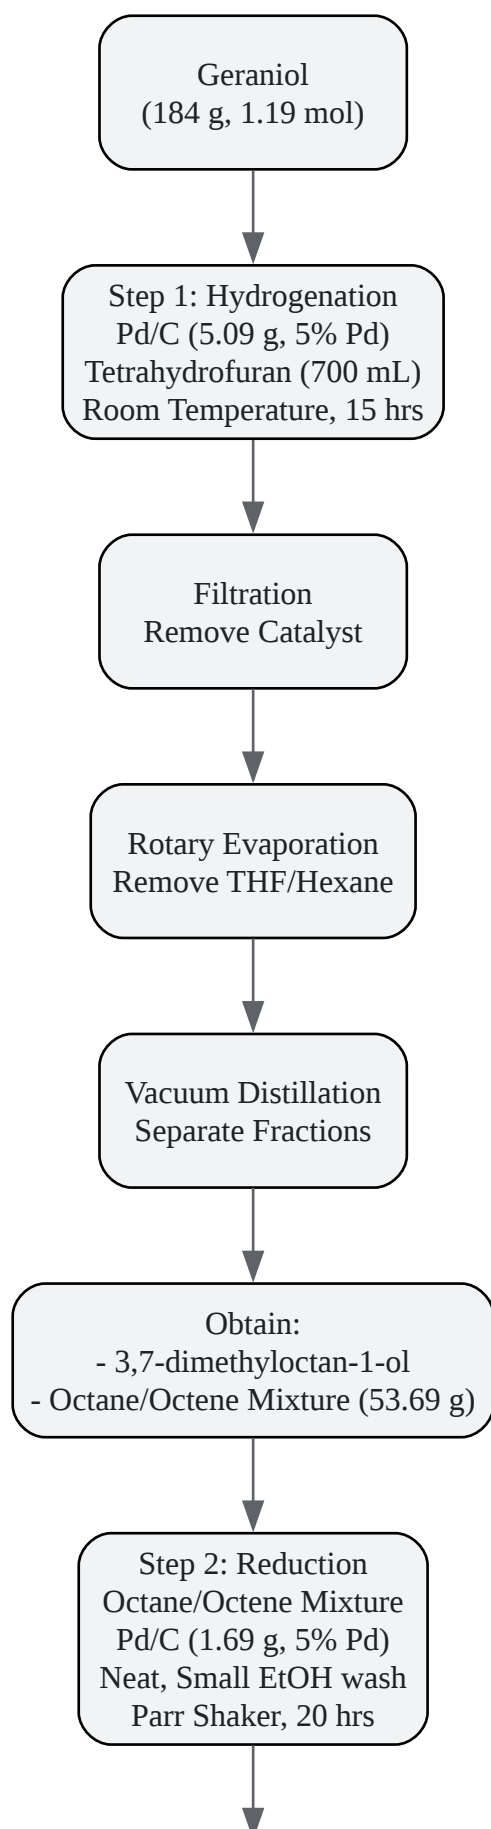 Geraniol
(184 g, 1.19 mol)
Step 1: Hydrogenation
Pd/C (5.09 g, 5% Pd)
Tetrahydrofuran (700 mL)
Room Temperature, 15 hrs
Filtration
Remove Catalyst
Rotary Evaporation
Remove THF/Hexane
Vacuum Distillation
Separate Fractions
Obtain:
- 3,7-dimethyloctan-1-ol
- Octane/Octene Mixture (53.69 g)
Step 2: Reduction
Octane/Octene Mixture
Pd/C (1.69 g, 5% Pd)
Neat, Small EtOH wash
Parr Shaker, 20 hrs